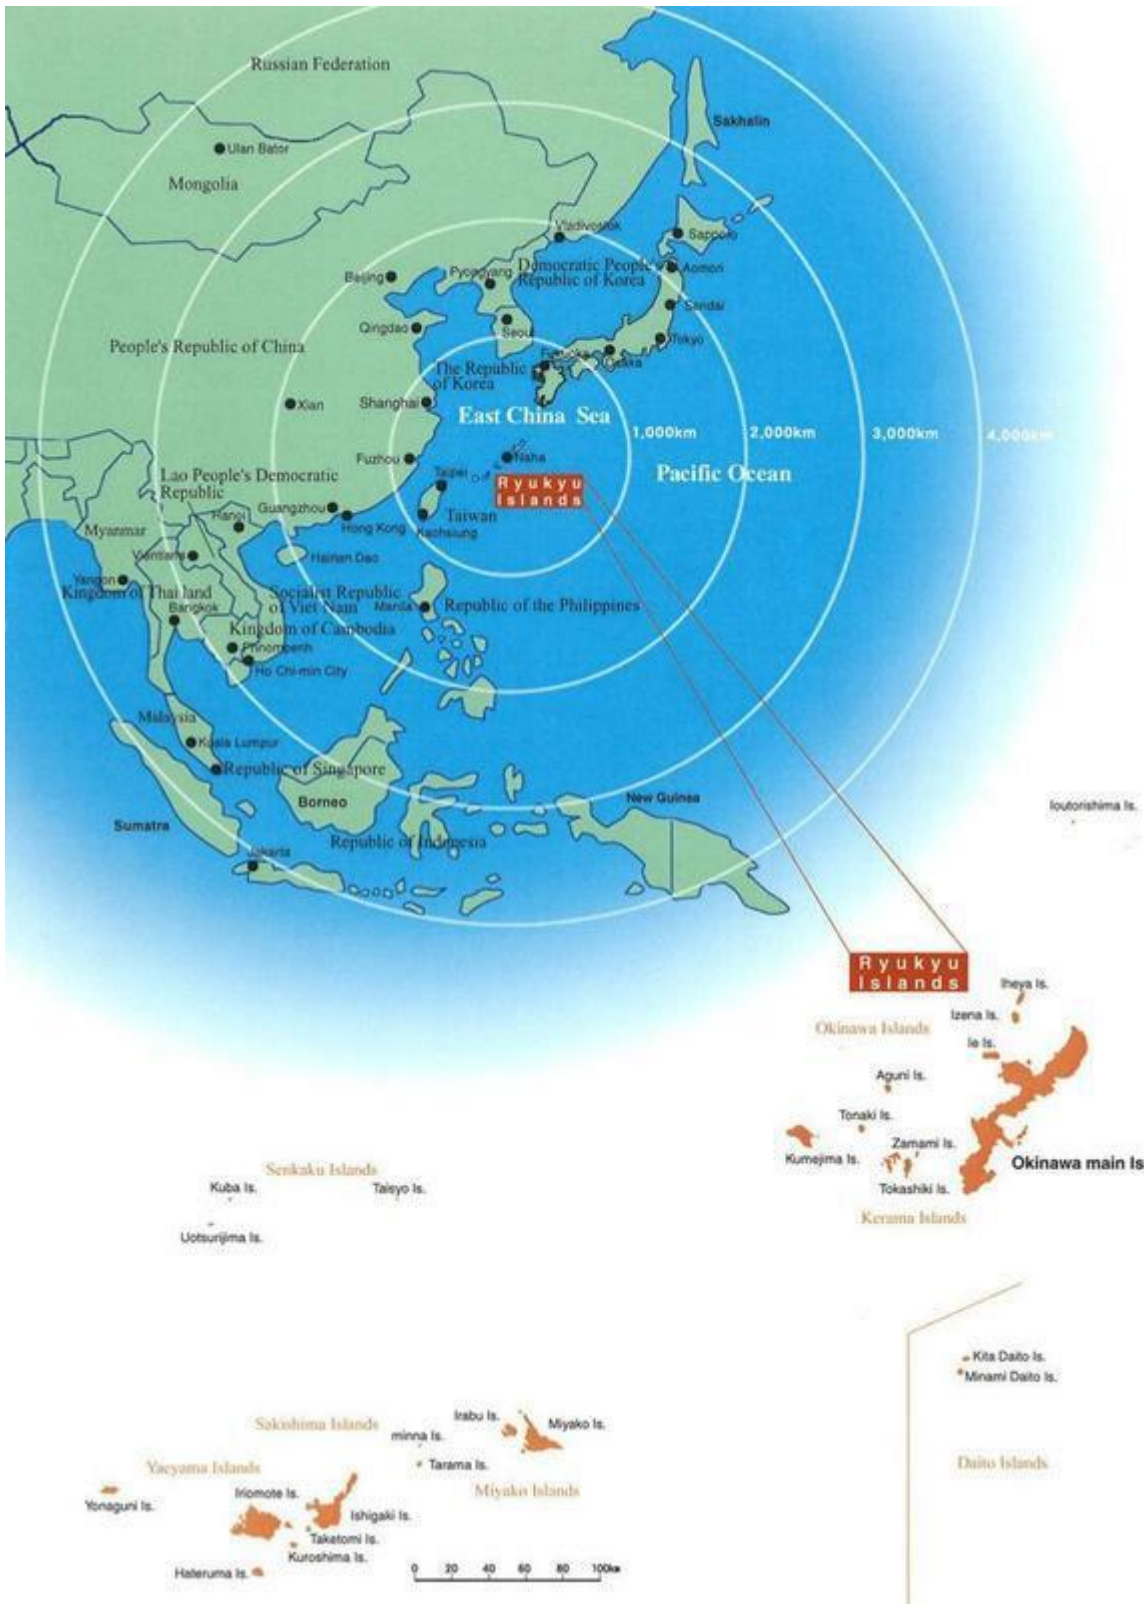 Russian Federation
Sakhalin
Ulan Bator
Mongolia
Vladivostok
Sapporo
Beijing
Pyongyang
Democratic People
Republic of Korea
Aomori
Sendai
Qingdao
Seoul
Tokyo
People's Republic of China
Fukuoka
Osaka
The Republic
of Korea
Xian
Shanghai
East China Sea
1,000km
2,000km
3,000km
4,000km
Fuzhou
Naha
Taipei
Pacific Ocean
Ryukyu
Islands
Lao People's Democratic
Republic
Guangzhou
Hanoi
Hong Kong
Taiwan
Kaohsiung
Myanmar
Vientiane
Hainan Dao
Yangon
Kingdom of Thailand
Socialist Republic
of Viet Nam
Manila
Republic of the Philippines
Bangkok
Kingdom of Cambodia
Phnompenh
Ho Chi-min City
Malaysia
Kuala Lumpur
Republic of Singapore
Borneo
New Guinea
Ioutorishima Is.
Sumatra
Republic of Indonesia
Jakarta
Ryukyu
Islands
Iheya Is.
Izena Is.
Okinawa Islands
Ie Is.
Aguni Is.
Tonaki Is.
Zamami Is.
Kumejima Is.
Okinawa main Is
Tokashiki Is.
Kerama Islands
Senkaku Islands
Kuba Is.
Taisyo Is.
Uotsurijima Is.
Kita Daito Is.
Minami Daito Is.
Daito Islands
Sakishima Islands
Irabu Is.
Miyako Is.
minna Is.
Tarama Is.
Miyako Islands
Yaeyama Islands
Yonaguni Is.
Iriomote Is.
Ishigaki Is.
Taketomi Is.
Kuroshima Is.
Hateruma Is.
0 20 40 60 80 100km